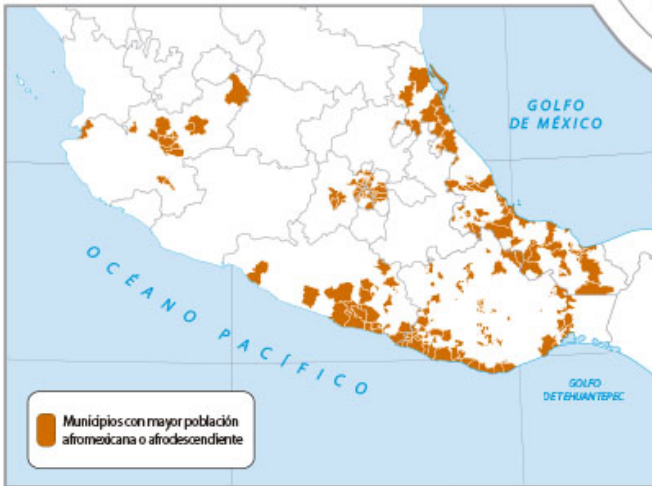 GOLFO
DE MÉXICO
OCÉANO PACÍFICO
GOLFO
DE TEHUANTEPEC
Municipios con mayor población
afromexicana o afrodescendiente